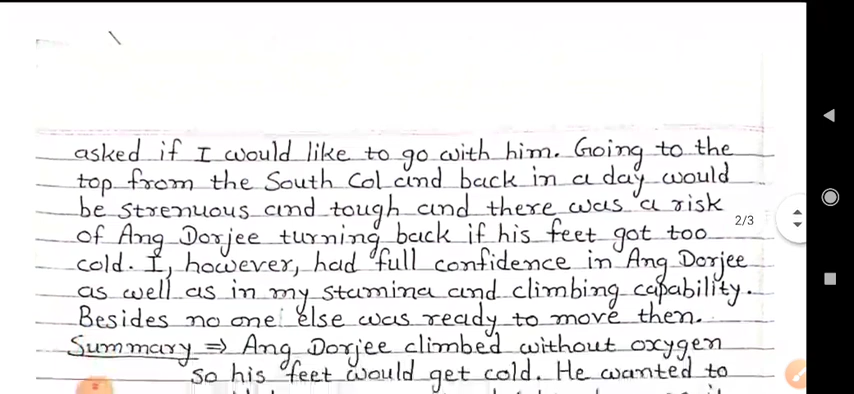 asked if I would like to go with him. Going to the
top from the South Col and back in a day would
be strenuous and tough and there was a risk
2/3
of Ang Dorjee turning back if his feet got too
cold. I, however, had full confidence in Ang Dorjee
as well as in my stamina and climbing capability.
Besides no one else was ready to move then.
Summary ⇒ Ang Dorjee climbed without oxygen
so his feet would get cold. He wanted to